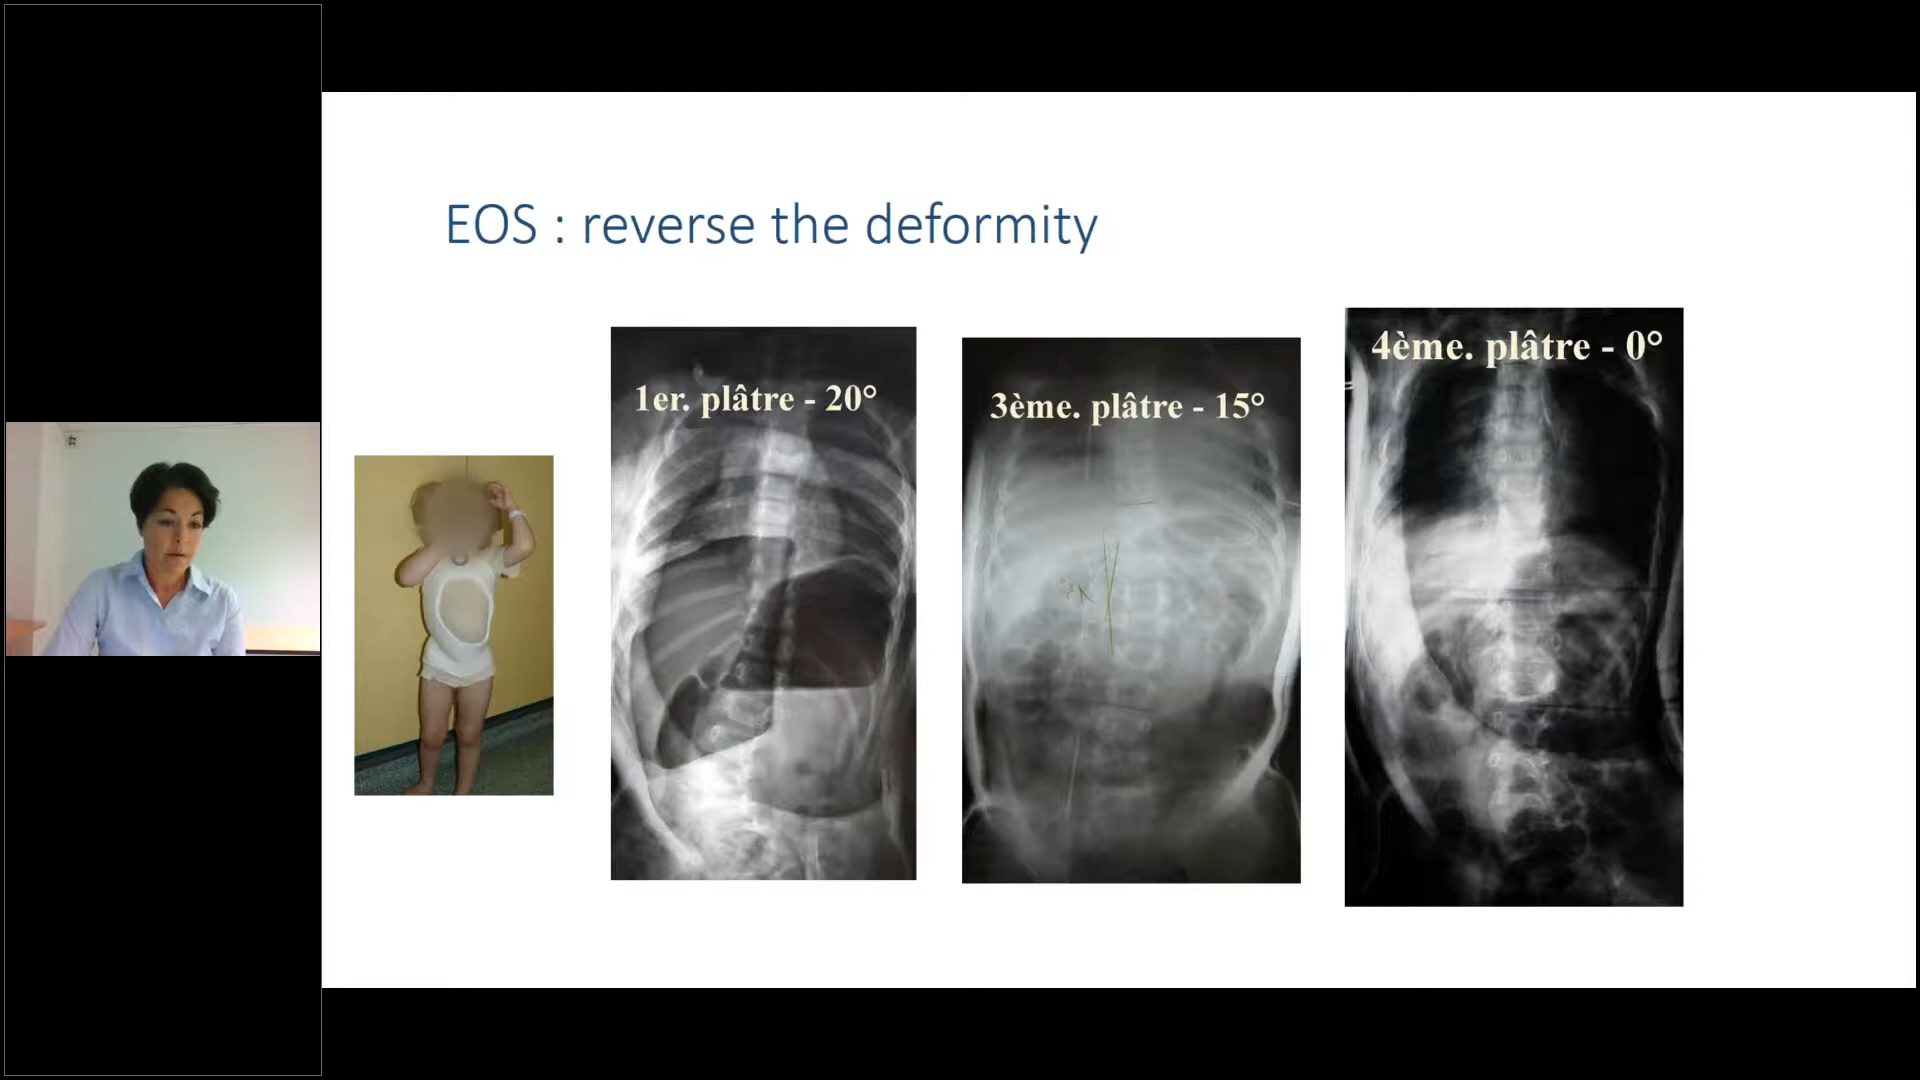 EOS : reverse the deformity
1er. plâtre - 20°
3ème. plâtre - 15°
4ème. plâtre - 0°